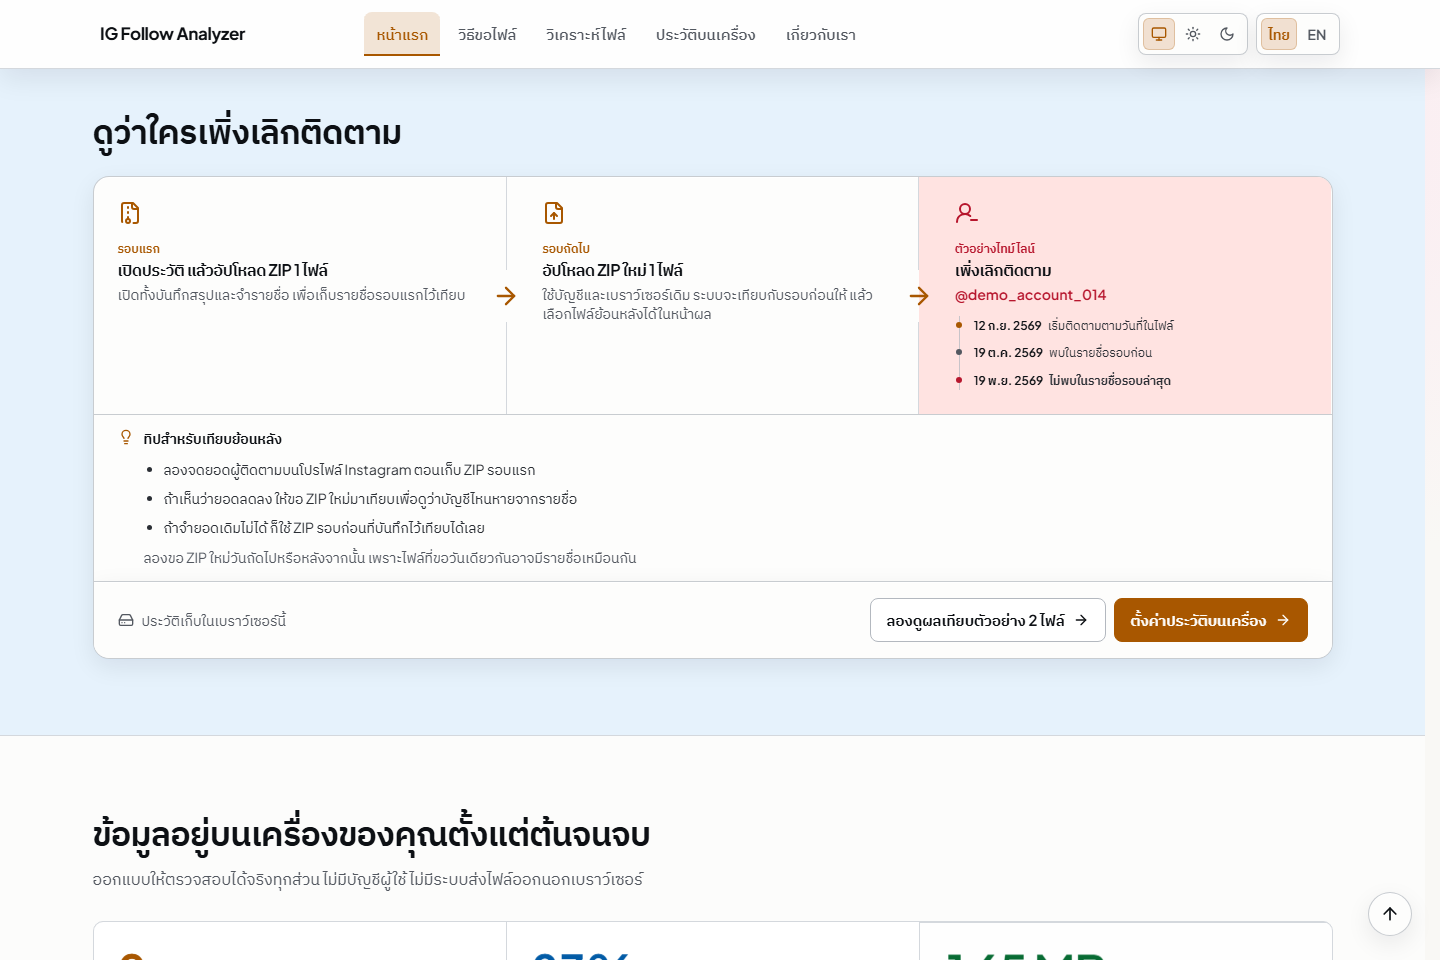 IG Follow Analyzer
หน้าแรก
วิธีขอไฟล์
วิเคราะห์ไฟล์
ประวัติบนเครื่อง
เกี่ยวกับเรา
ไทย
EN
ดูว่าใครเพิ่งเลิกติดตาม
รอบแรก
เปิดประวัติ แล้วอัปโหลด ZIP 1 ไฟล์
เปิดทั้งบันทึกสรุปและจำรายชื่อ เพื่อเก็บรายชื่อรอบแรกไว้เทียบ
รอบถัดไป
อัปโหลด ZIP ใหม่ 1 ไฟล์
ใช้บัญชีและเบราว์เซอร์เดิม ระบบจะเทียบกับรอบก่อนให้ แล้ว
เลือกไฟล์ย้อนหลังได้ในหน้าผล
ตัวอย่างไทม์ไลน์
เพิ่งเลิกติดตาม
@demo_account_014
12 ก.ย. 2569 เริ่มติดตามตามวันที่ในไฟล์
19 ต.ค. 2569 พบในรายชื่อรอบก่อน
19 พ.ย. 2569 ไม่พบในรายชื่อรอบล่าสุด
ทิปสำหรับเทียบย้อนหลัง
ลองจดยอดผู้ติดตามบนโปรไฟล์ Instagram ตอนเก็บ ZIP รอบแรก
ถ้าเห็นว่ายอดลดลง ให้ขอ ZIP ใหม่มาเทียบเพื่อดูว่าบัญชีไหนหายจากรายชื่อ
ถ้าจำยอดเดิมไม่ได้ ก็ใช้ ZIP รอบก่อนที่บันทึกไว้เทียบได้เลย
ลองขอ ZIP ใหม่วันถัดไปหรือหลังจากนั้น เพราะไฟล์ที่ขอวันเดียวกันอาจมีรายชื่อเหมือนกัน
ประวัติเก็บในเบราว์เซอร์นี้
ลองดูผลเทียบตัวอย่าง 2 ไฟล์
ตั้งค่าประวัติบนเครื่อง
ข้อมูลอยู่บนเครื่องของคุณตั้งแต่ต้นจนจบ
ออกแบบให้ตรวจสอบได้จริงทุกส่วน ไม่มีบัญชีผู้ใช้ ไม่มีระบบส่งไฟล์ออกนอกเบราว์เซอร์